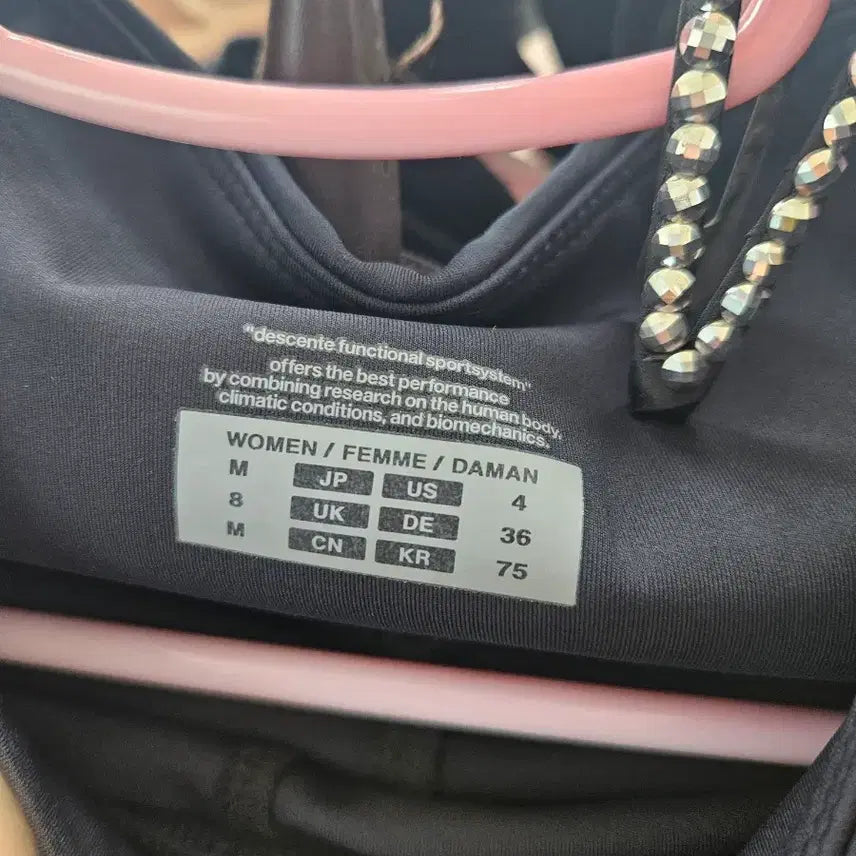 "descente functional sportsystem"
offers the best performance
by combining research on the human body,
climatic conditions, and biomechanics.
WOMEN / FEMME / DAMAN
M JP US 4
8 UK DE 36
M CN KR 75